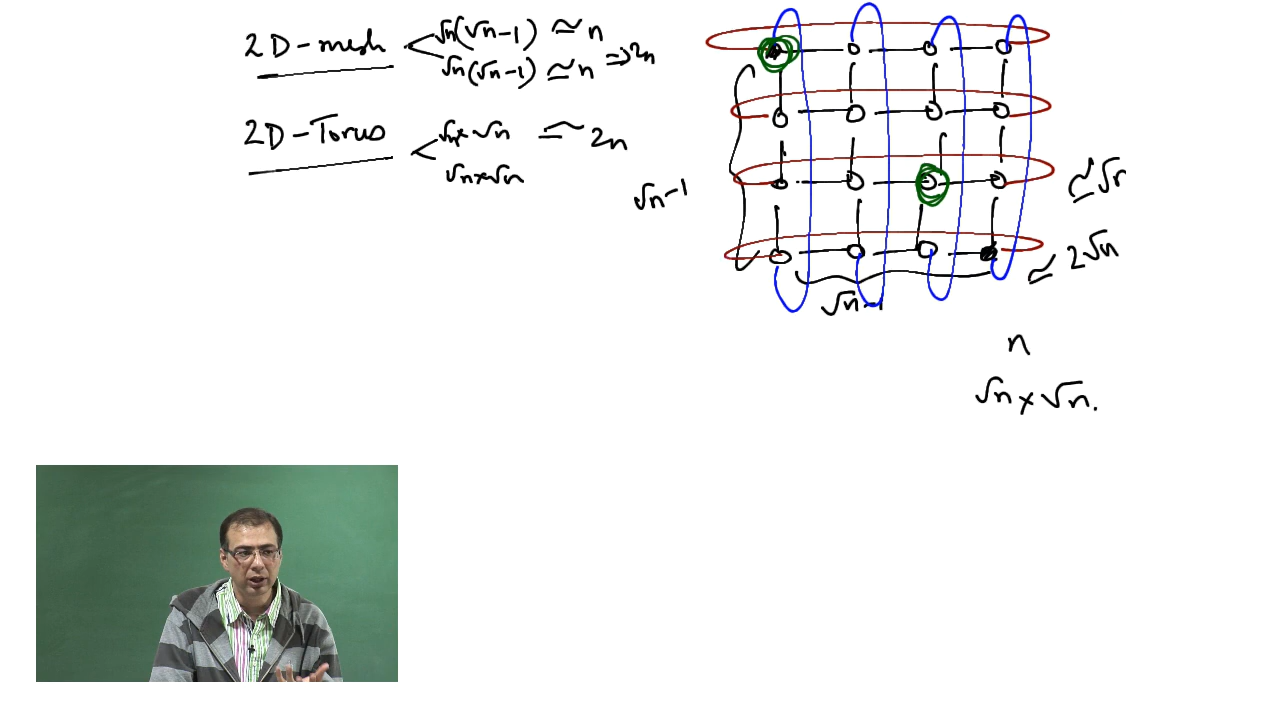 2D-mesh √n(√n-1) ≃ n
√n(√n-1) ≃ n ⇒ 2n
2D-Torus √n×√n ≃ 2n
√n×√n
√n-1
≃√n
≃ 2√n
√n-1
n
√n × √n.